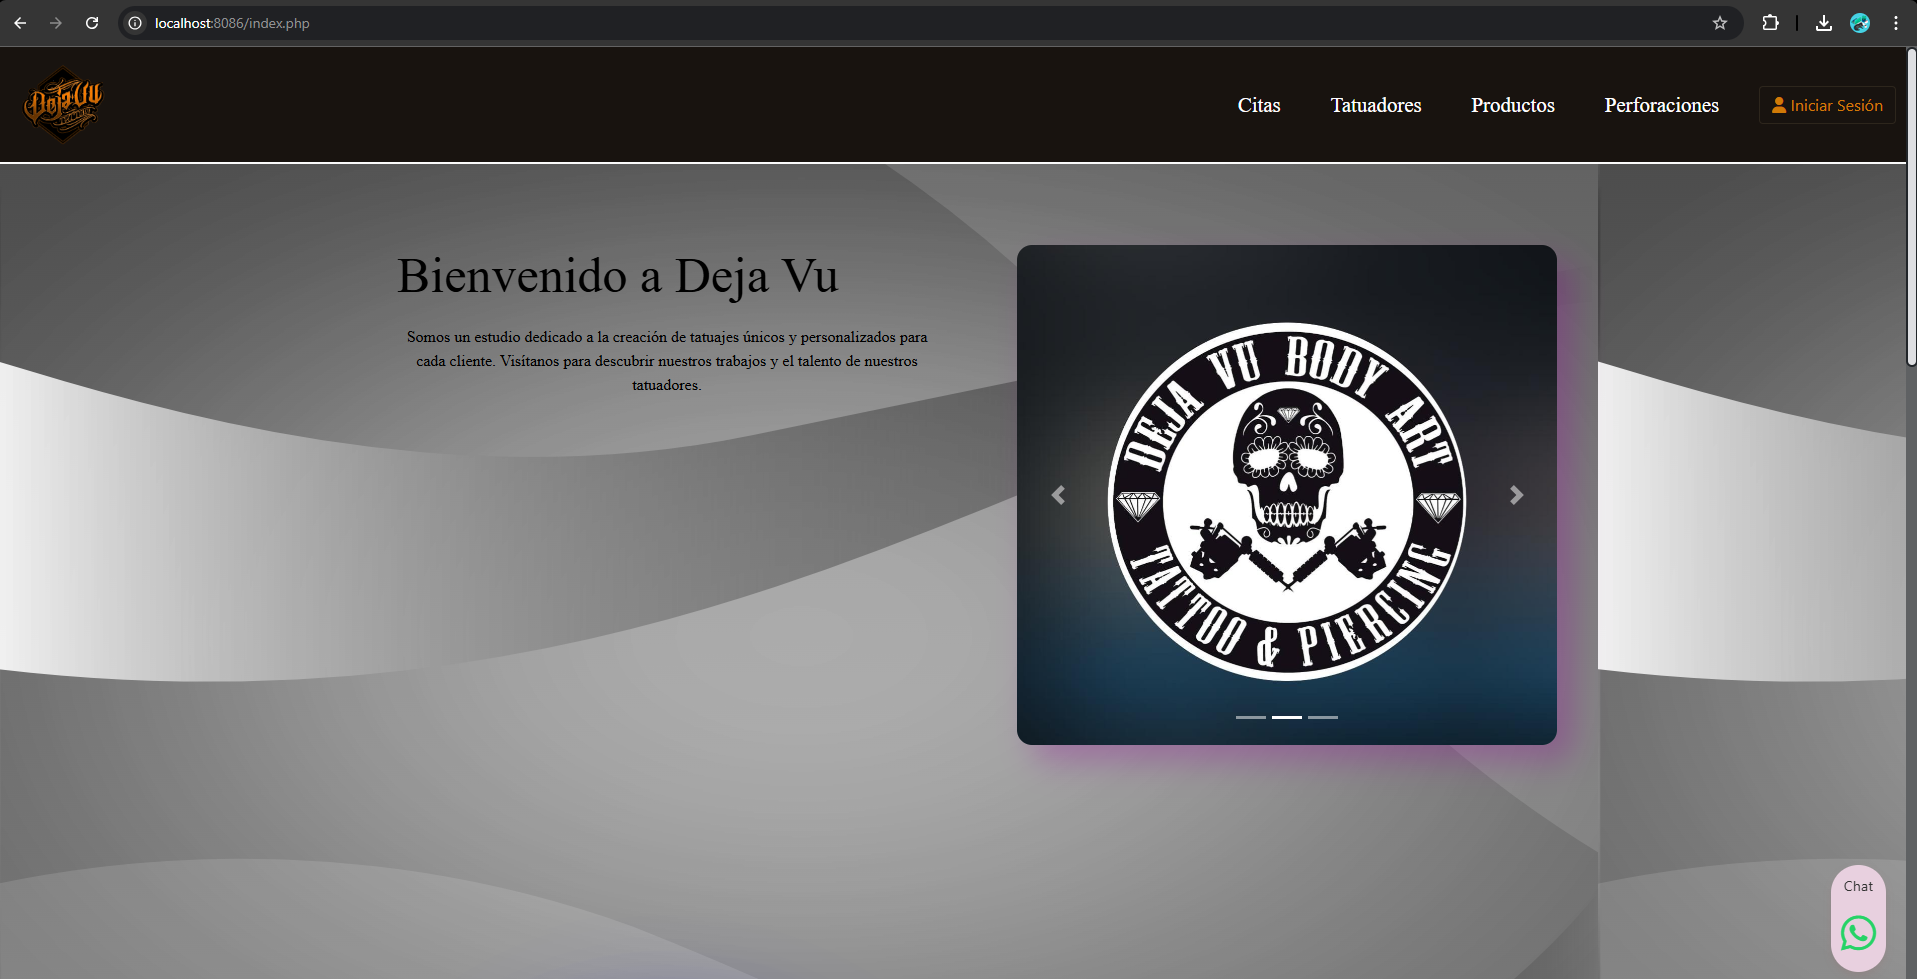 localhost:8086/index.php
Deja Vu
Citas
Tatuadores
Productos
Perforaciones
Iniciar Sesión
Bienvenido a Deja Vu
Somos un estudio dedicado a la creación de tatuajes únicos y personalizados para
cada cliente. Visítanos para descubrir nuestros trabajos y el talento de nuestros
tatuadores.
DEJA VU BODY ART
TATTOO & PIERCING
Chat